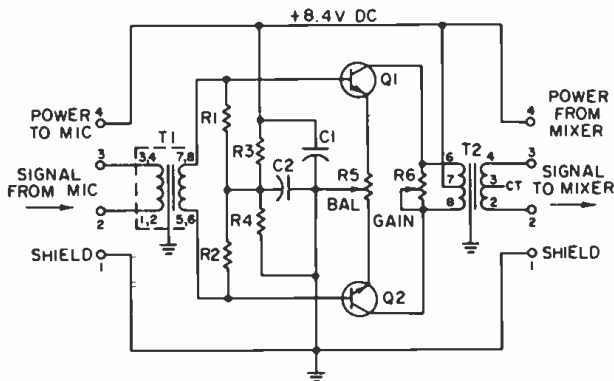 +8.4V DC
Q1
4
POWER
TO MIC
R1
C1
4
POWER
FROM
MIXER
T1
3
3,4
7,8
R3
C2
R5
R6
T2
6
4
3
SIGNAL
FROM MIC
7
3
CT
SIGNAL
TO MIXER
2
1,2
5,6
R4
BAL
GAIN
8
2
2
SHIELD
1
R2
Q2
SHIELD
1